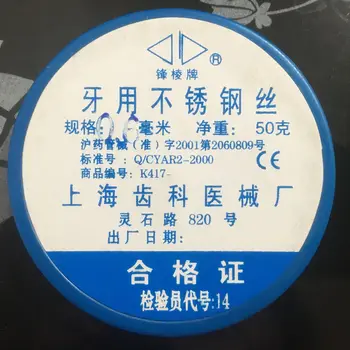 ®
锋棱牌
牙用不锈钢丝
规格 0.6 毫米 净重: 50克
沪药管械(准)字2001第2060809号
标准号: Q/CYAR2-2000 CE
商品编号: K417-
上海齿科医械厂
灵石路 820 号
出厂日期:
合格证
检验员代号:14